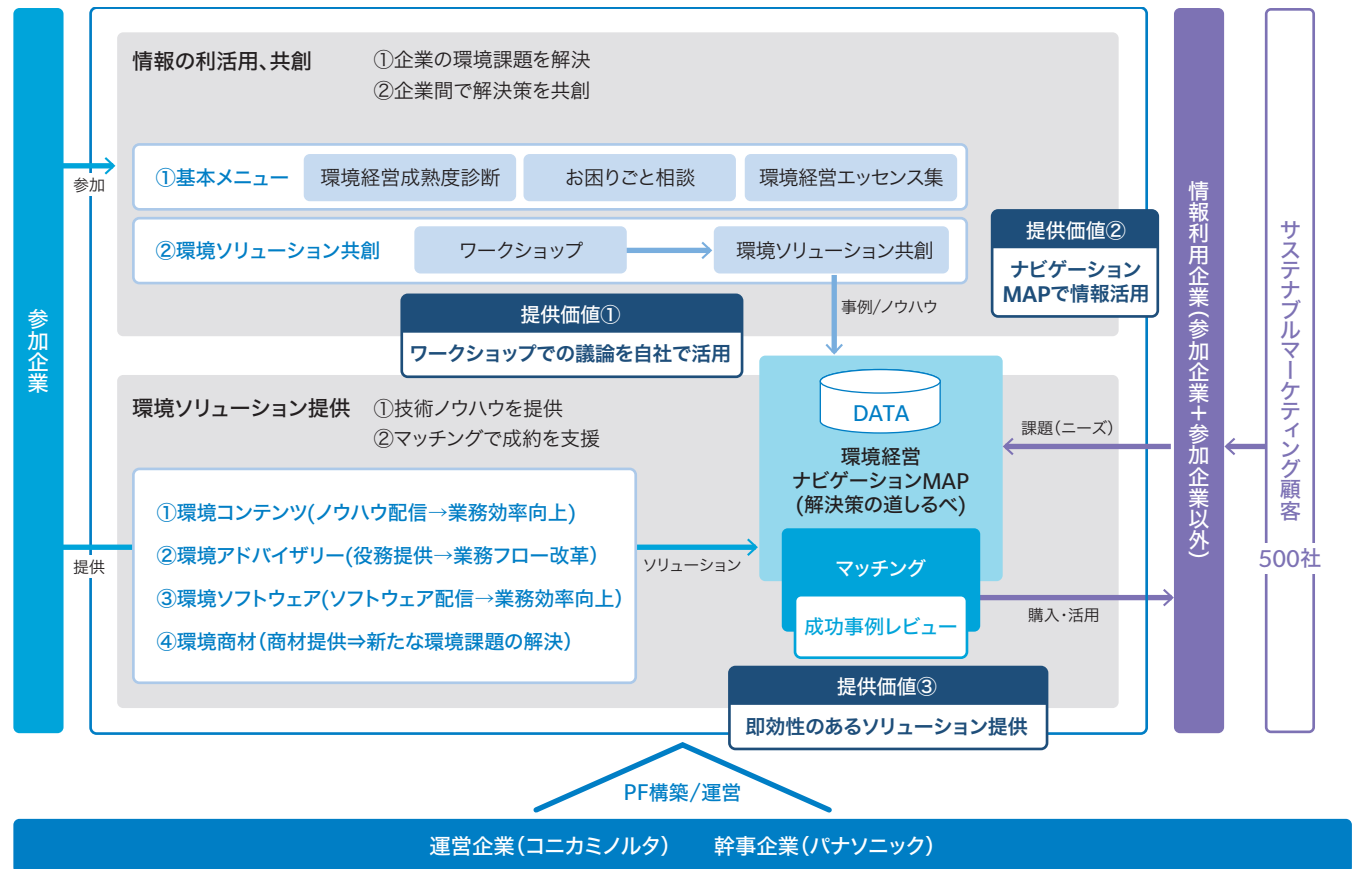 参加企業
参加
提供
情報の利活用、共創
①企業の環境課題を解決
②企業間で解決策を共創
①基本メニュー
環境経営成熟度診断
お困りごと相談
環境経営エッセンス集
②環境ソリューション共創
ワークショップ
環境ソリューション共創
事例/ノウハウ
提供価値①
ワークショップでの議論を自社で活用
提供価値②
ナビゲーション
MAPで情報活用
環境ソリューション提供
①技術ノウハウを提供
②マッチングで成約を支援
①環境コンテンツ(ノウハウ配信→業務効率向上)
②環境アドバイザリー(役務提供→業務フロー改革)
③環境ソフトウェア(ソフトウェア配信→業務効率向上)
④環境商材(商材提供⇒新たな環境課題の解決)
ソリューション
DATA
環境経営
ナビゲーションMAP
(解決策の道しるべ)
マッチング
成功事例レビュー
提供価値③
即効性のあるソリューション提供
課題(ニーズ)
購入・活用
情報利用企業(参加企業+参加企業以外)
サステナブルマーケティング顧客
500社
PF構築/運営
運営企業(コニカミノルタ)
幹事企業(パナソニック)